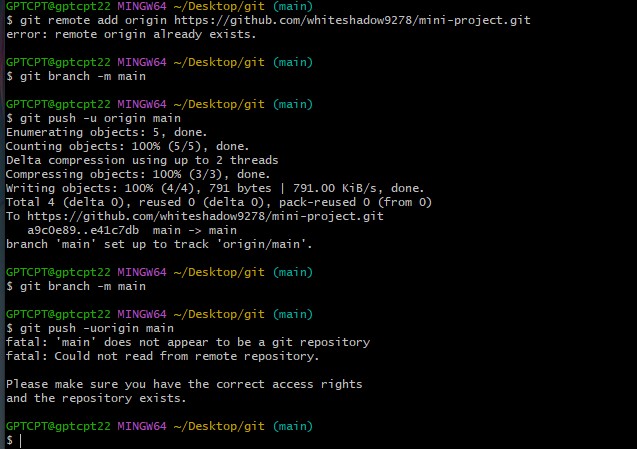 GPTCPT@gptcpt22 MINGW64 ~/Desktop/git (main)
$ git remote add origin https://github.com/whiteshadow9278/mini-project.git
error: remote origin already exists.
GPTCPT@gptcpt22 MINGW64 ~/Desktop/git (main)
$ git branch -m main
GPTCPT@gptcpt22 MINGW64 ~/Desktop/git (main)
$ git push -u origin main
Enumerating objects: 5, done.
Counting objects: 100% (5/5), done.
Delta compression using up to 2 threads
Compressing objects: 100% (3/3), done.
Writing objects: 100% (4/4), 791 bytes | 791.00 KiB/s, done.
Total 4 (delta 0), reused 0 (delta 0), pack-reused 0 (from 0)
To https://github.com/whiteshadow9278/mini-project.git
   a9c0e89..e41c7db  main -> main
branch 'main' set up to track 'origin/main'.
GPTCPT@gptcpt22 MINGW64 ~/Desktop/git (main)
$ git branch -m main
GPTCPT@gptcpt22 MINGW64 ~/Desktop/git (main)
$ git push -uorigin main
fatal: 'main' does not appear to be a git repository
fatal: Could not read from remote repository.
Please make sure you have the correct access rights
and the repository exists.
GPTCPT@gptcpt22 MINGW64 ~/Desktop/git (main)
$